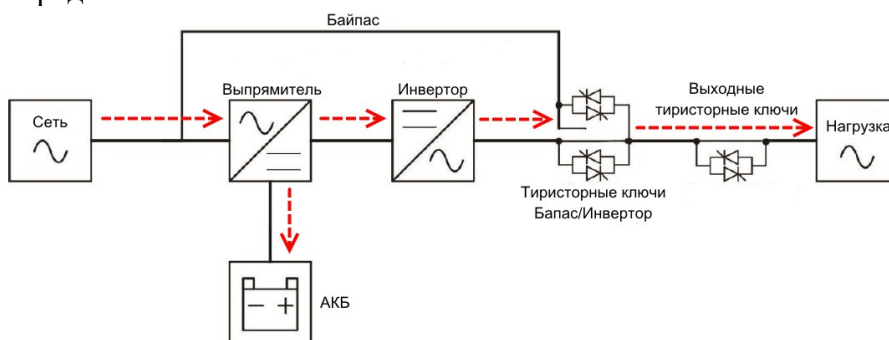 Байпас
Выпрямитель
Инвертор
Выходные
тиристорные ключи
Сеть
Нагрузка
Тиристорные ключи
Бапас/Инвертор
АКБ